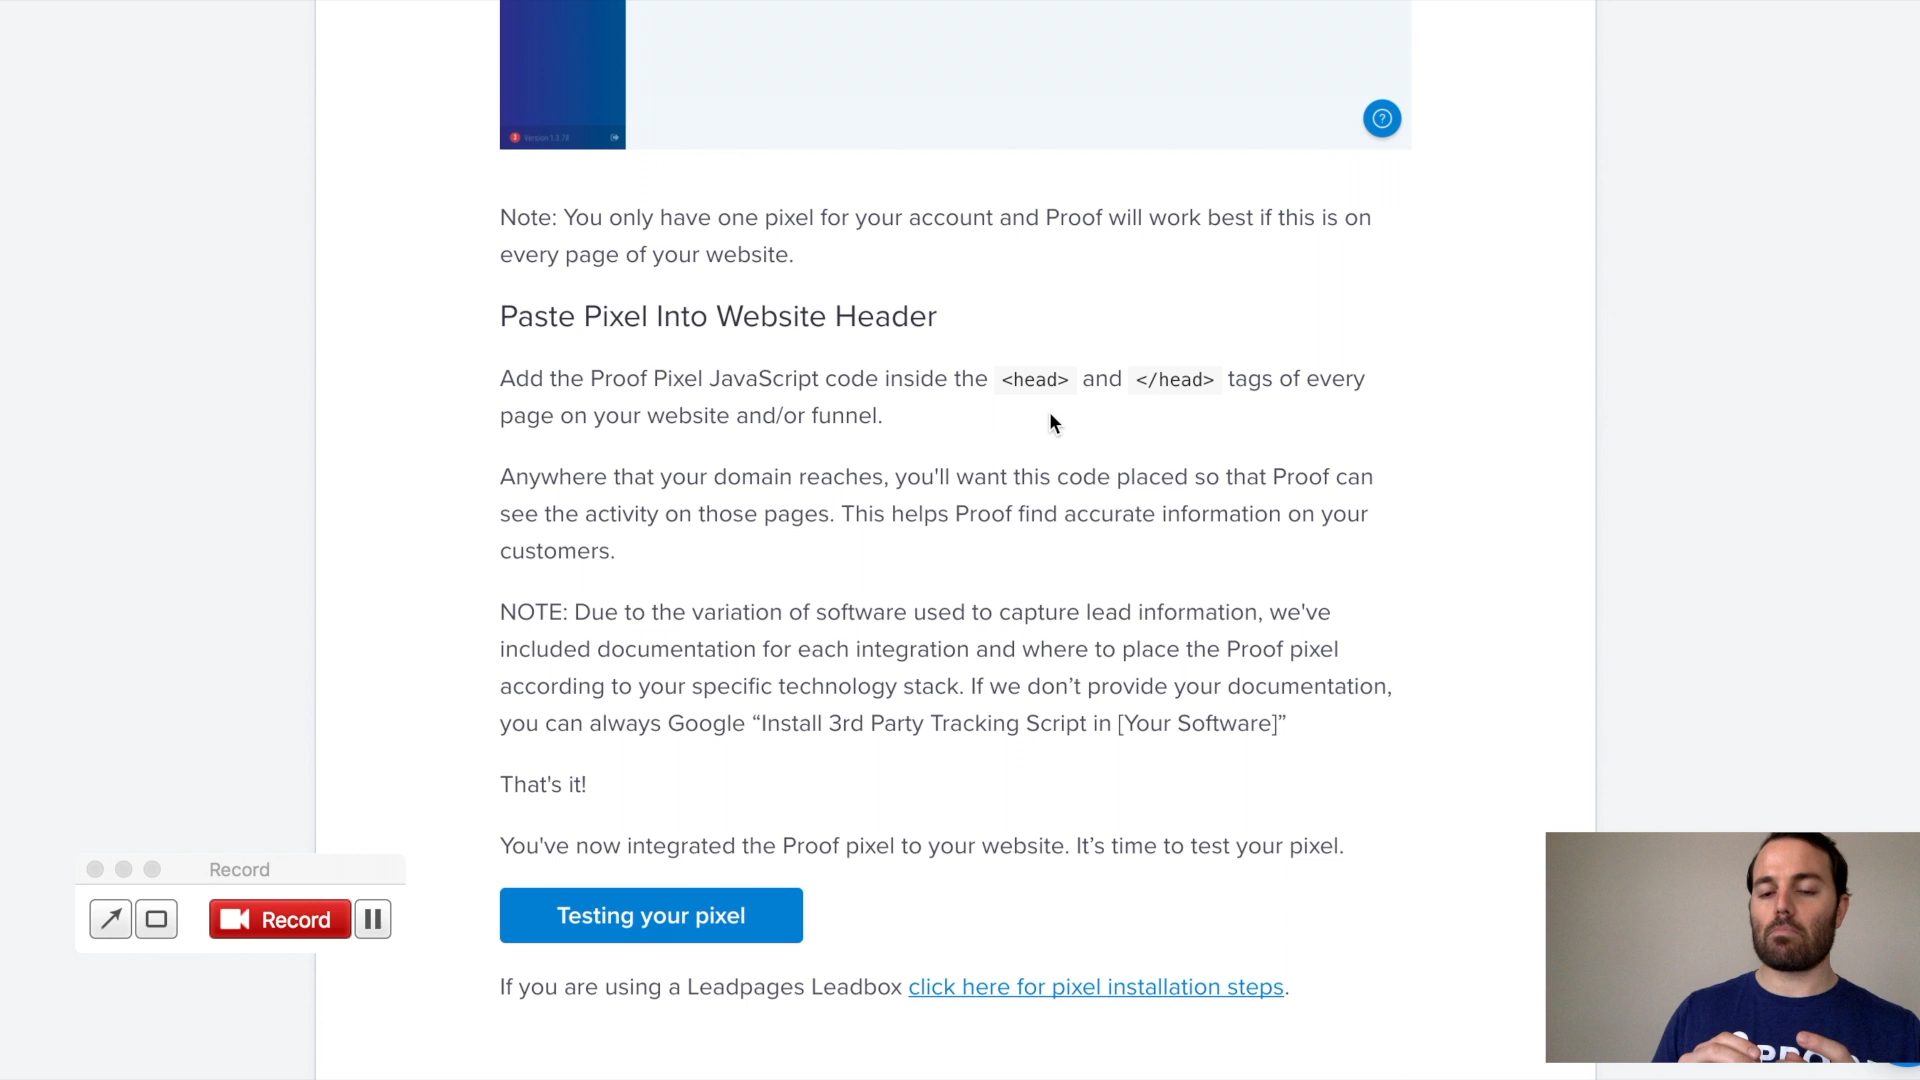 3 Version 1.3.78
?
Note: You only have one pixel for your account and Proof will work best if this is on
every page of your website.
Paste Pixel Into Website Header
Add the Proof Pixel JavaScript code inside the <head> and </head> tags of every
page on your website and/or funnel.
Anywhere that your domain reaches, you'll want this code placed so that Proof can
see the activity on those pages. This helps Proof find accurate information on your
customers.
NOTE: Due to the variation of software used to capture lead information, we've
included documentation for each integration and where to place the Proof pixel
according to your specific technology stack. If we don’t provide your documentation,
you can always Google “Install 3rd Party Tracking Script in [Your Software]”
That's it!
You've now integrated the Proof pixel to your website. It’s time to test your pixel.
Record
Record
Testing your pixel
If you are using a Leadpages Leadbox click here for pixel installation steps.